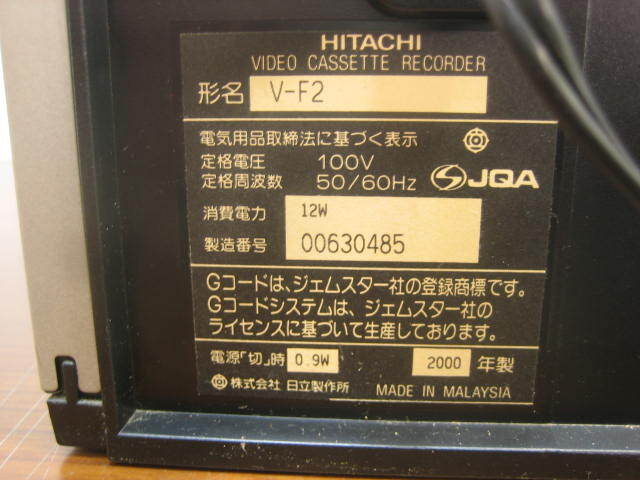 HITACHI
VIDEO CASSETTE RECORDER
形名 V-F2
電気用品取締法に基づく表示
定格電圧 100V
定格周波数 50/60Hz JQA
消費電力 12W
製造番号 00630485
Gコードは、ジェムスター社の登録商標です。
Gコードシステムは、ジェムスター社の
ライセンスに基づいて生産しております。
電源「切」時 0.9W 2000 年製
株式会社 日立製作所 MADE IN MALAYSIA